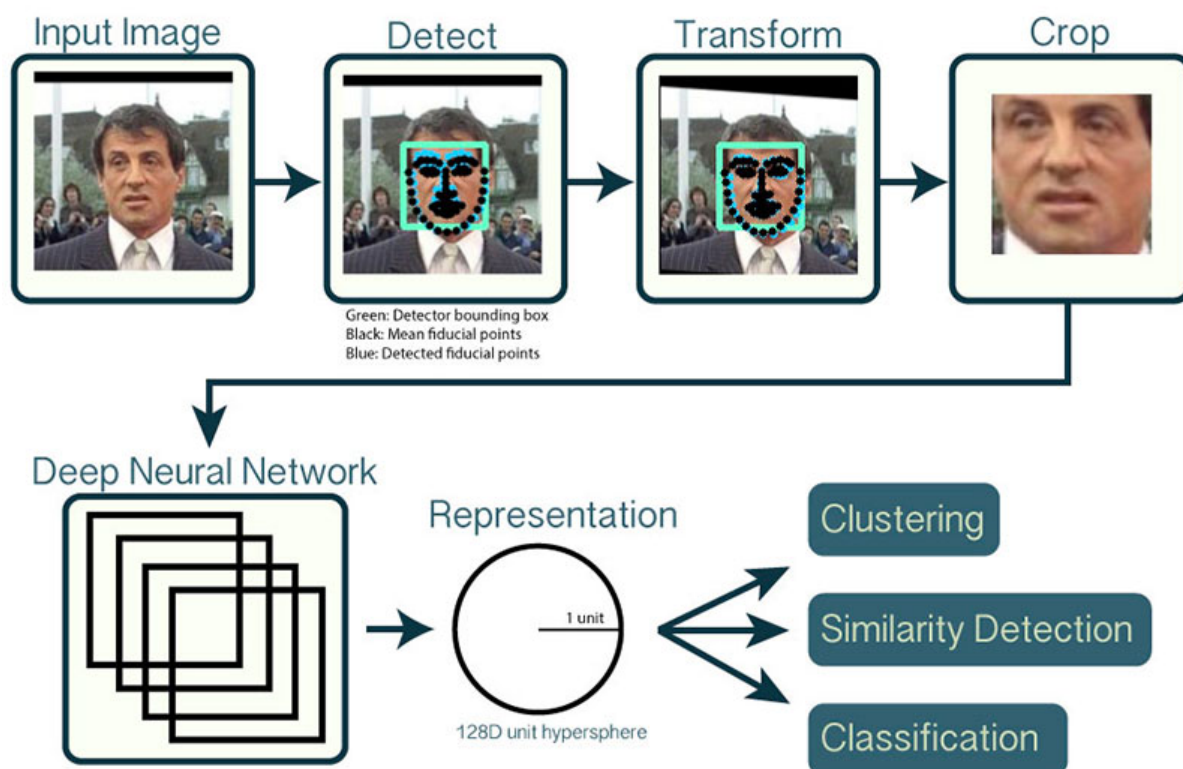 Input Image
Detect
Transform
Crop
Green: Detector bounding box
Black: Mean fiducial points
Blue: Detected fiducial points
Deep Neural Network
Representation
1 unit
128D unit hypersphere
Clustering
Similarity Detection
Classification